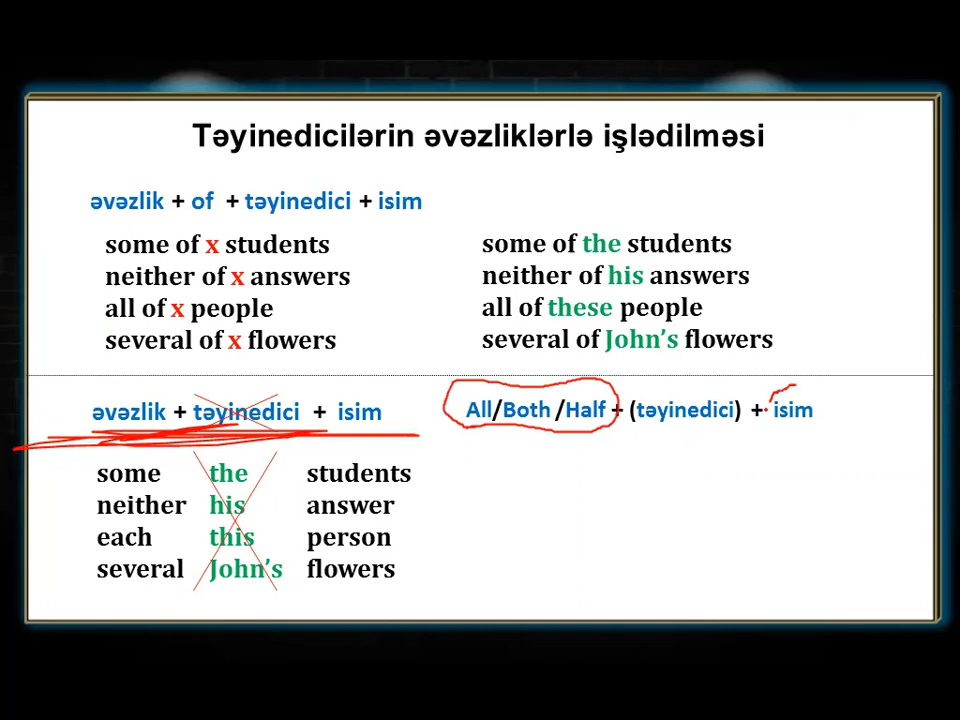 Təyinedicilərin əvəzliklərlə işlədilməsi
əvəzlik + of + təyinedici + isim
some of x students
neither of x answers
all of x people
several of x flowers
some of the students
neither of his answers
all of these people
several of John's flowers
əvəzlik + təyinedici + isim
some the students
neither his answer
each this person
several John's flowers
All/Both /Half + (təyinedici) + isim